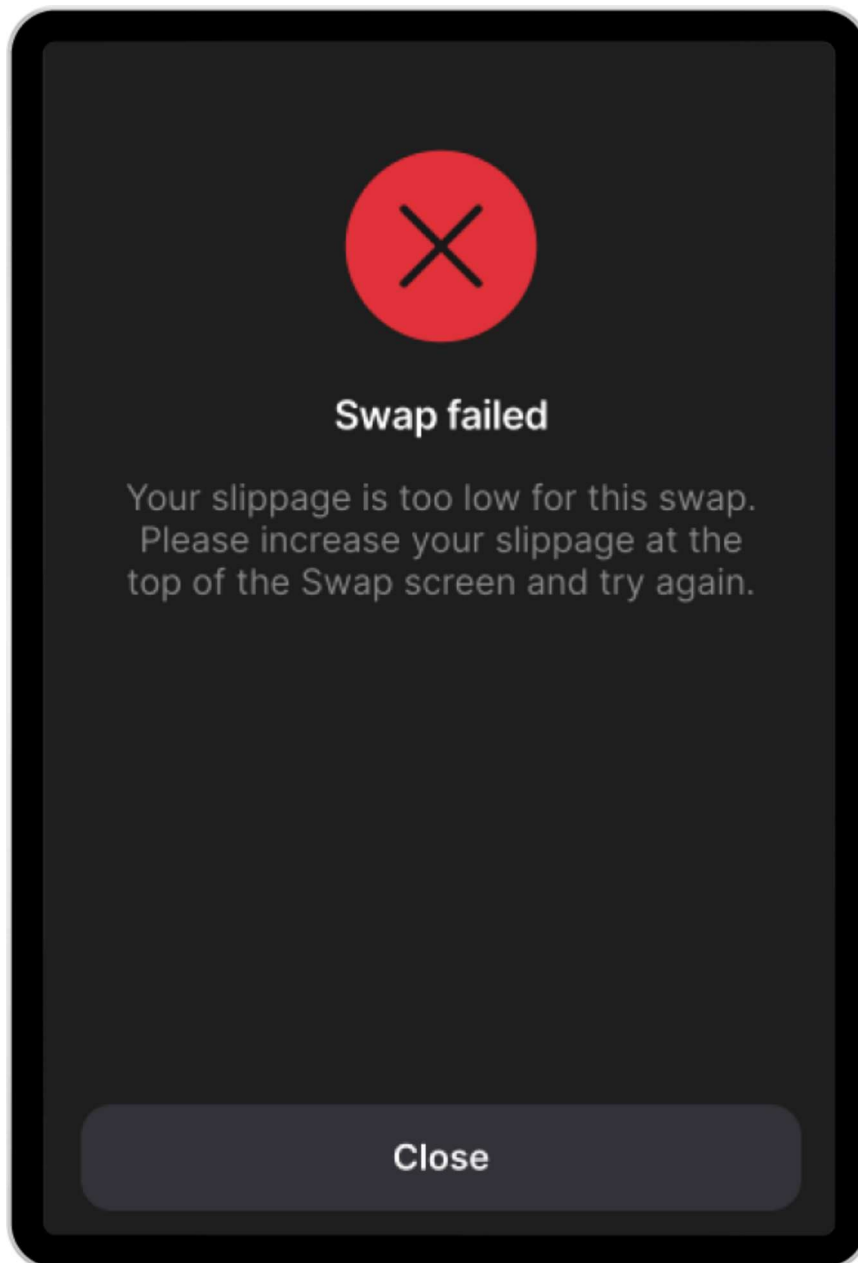 Swap failed
Your slippage is too low for this swap.
Please increase your slippage at the
top of the Swap screen and try again.
Close